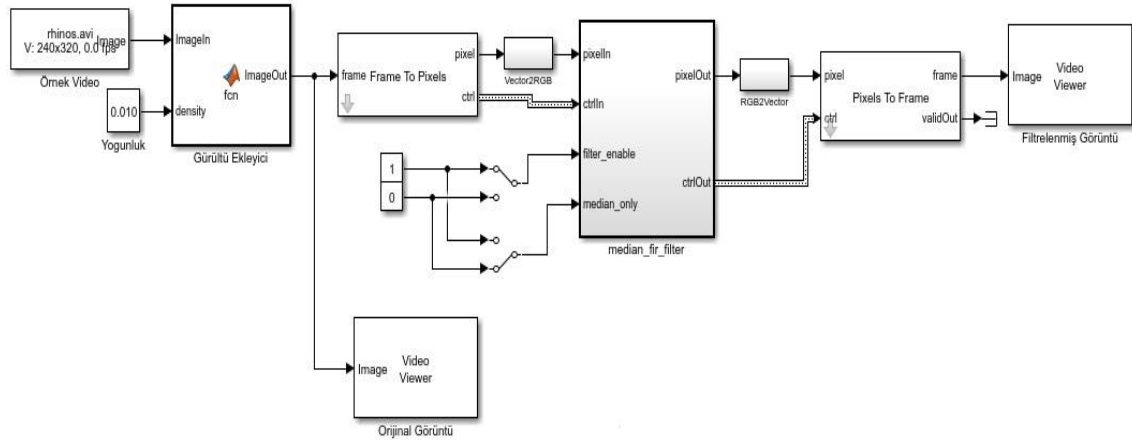 rhinos.avi
Image
V: 240x320, 0.0 fps
Örnek Video
0.010
Yogunluk
ImageIn
ImageOut
fcn
density
Gürültü Ekleyici
frame
Frame To Pixels
pixel
ctrl
Vector2RGB
1
0
pixelIn
ctrlIn
filter_enable
median_only
pixelOut
ctrlOut
median_fir_filter
RGB2Vector
pixel
ctrl
Pixels To Frame
frame
validOut
Image
Video
Viewer
Filtrelenmiş Görüntü
Image
Video
Viewer
Orijinal Görüntü